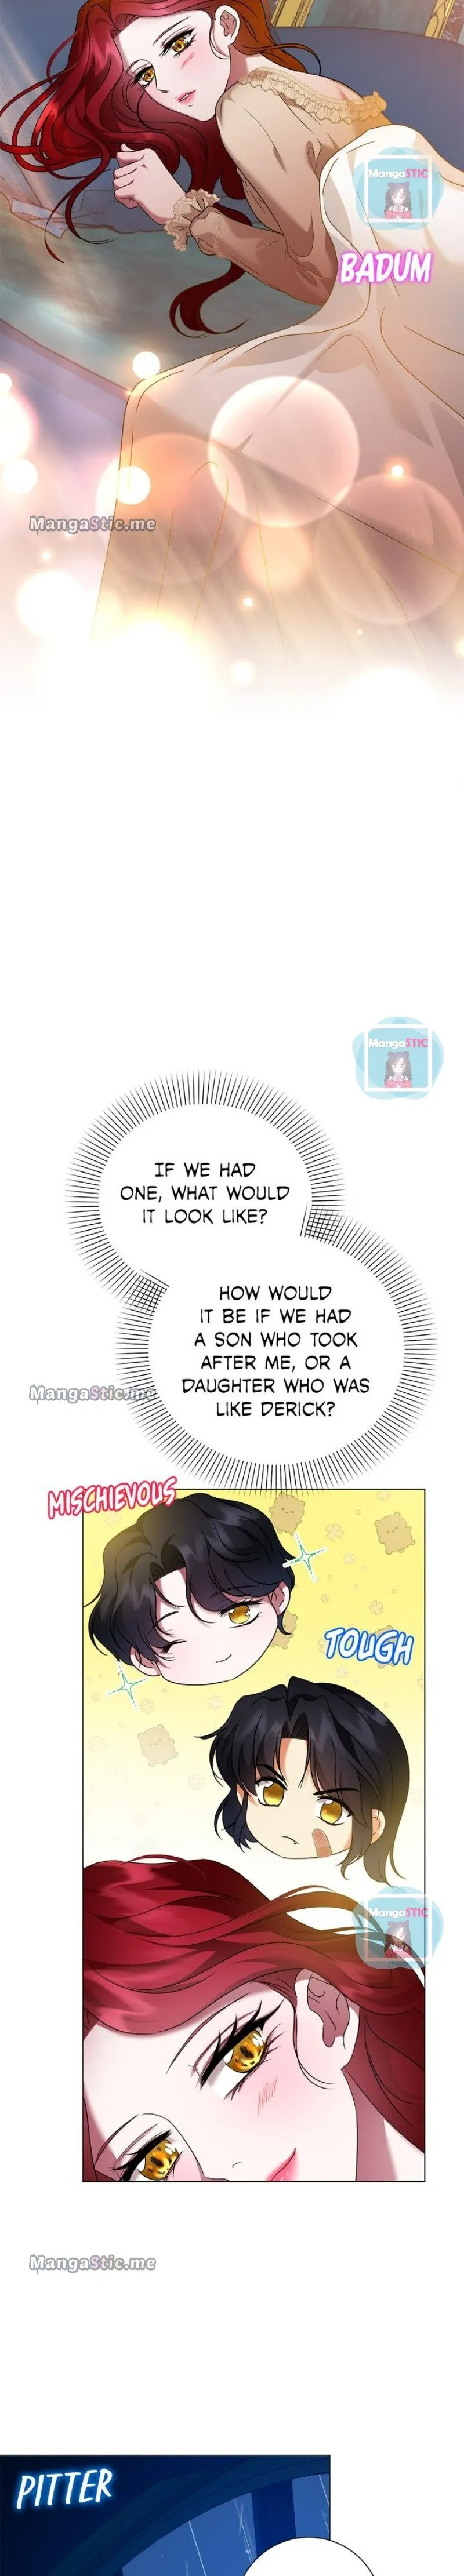 MangaSTIC
BADUM
MangaStic.me
MangaSTIC
IF WE HAD
ONE, WHAT WOULD
IT LOOK LIKE?
HOW WOULD
IT BE IF WE HAD
A SON WHO TOOK
AFTER ME, OR A
DAUGHTER WHO WAS
LIKE DERICK?
MangaStic.me
MISCHIEVOUS
TOUGH
MangaSTIC
MangaStic.me
PITTER